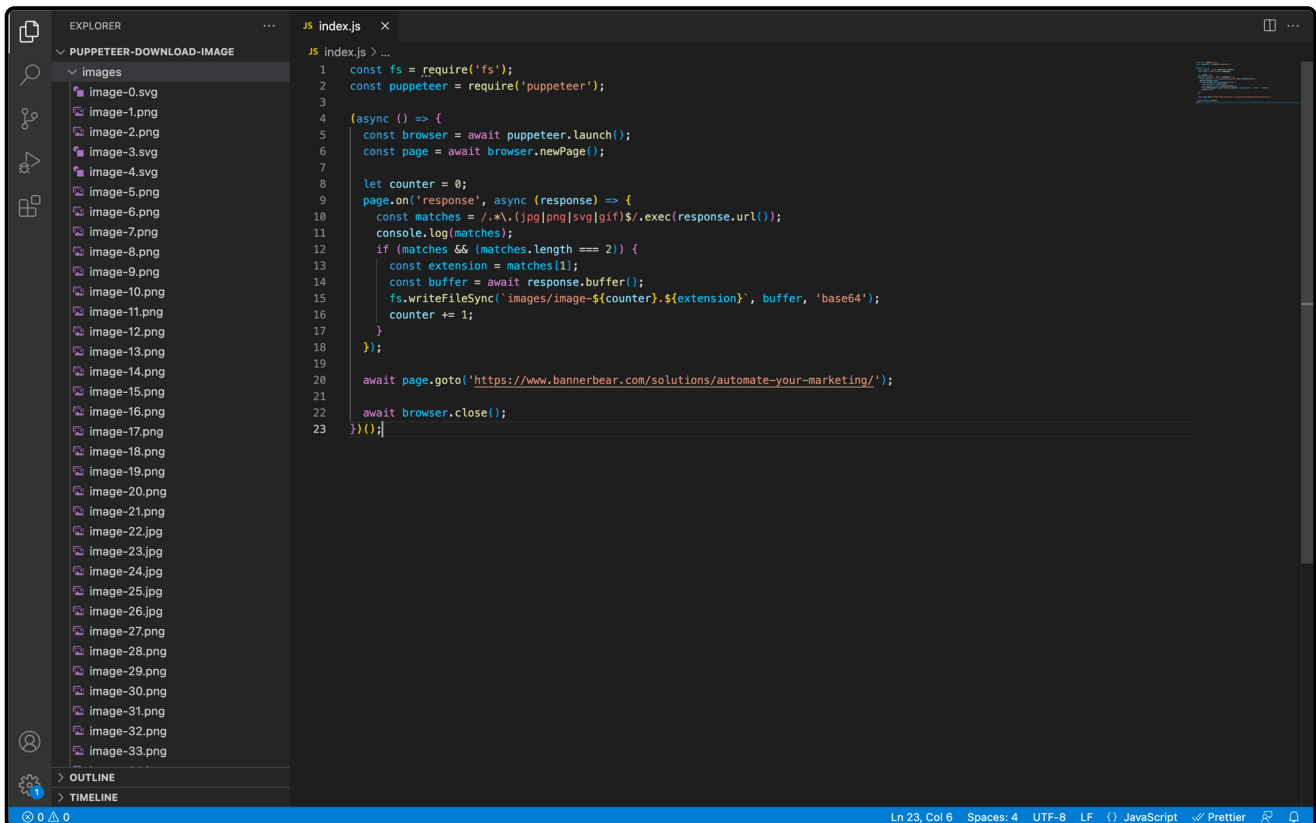 EXPLORER
PUPPETEER-DOWNLOAD-IMAGE
images
image-0.svg
image-1.png
image-2.png
image-3.svg
image-4.svg
image-5.png
image-6.png
image-7.png
image-8.png
image-9.png
image-10.png
image-11.png
image-12.png
image-13.png
image-14.png
image-15.png
image-16.png
image-17.png
image-18.png
image-19.png
image-20.png
image-21.png
image-22.jpg
image-23.jpg
image-24.jpg
image-25.jpg
image-26.jpg
image-27.png
image-28.png
image-29.png
image-30.png
image-31.png
image-32.png
image-33.png
OUTLINE
TIMELINE
JS index.js
JS index.js > ...
1 const fs = require('fs');
2 const puppeteer = require('puppeteer');
3
4 (async () => {
5 const browser = await puppeteer.launch();
6 const page = await browser.newPage();
7
8 let counter = 0;
9 page.on('response', async (response) => {
10 const matches = /.*\.(jpg|png|svg|gif)$/.exec(response.url());
11 console.log(matches);
12 if (matches && (matches.length === 2)) {
13 const extension = matches[1];
14 const buffer = await response.buffer();
15 fs.writeFileSync(`images/image-${counter}.${extension}`, buffer, 'base64');
16 counter += 1;
17 }
18 });
19
20 await page.goto('https://www.bannerbear.com/solutions/automate-your-marketing/');
21
22 await browser.close();
23 })();
1
0 0
Ln 23, Col 6 Spaces: 4 UTF-8 LF {} JavaScript Prettier